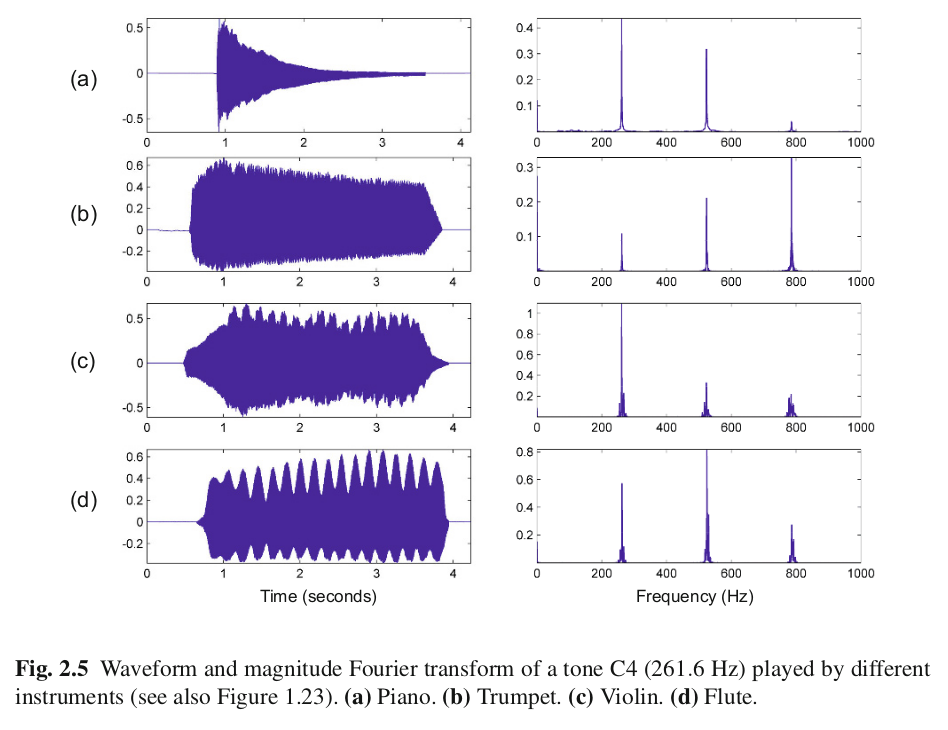 (a)
0.5
0
-0.5
0 1 2 3 4
0.4
0.3
0.2
0.1
0 200 400 600 800 1000
(b)
0.6
0.4
0.2
0
-0.2
0 1 2 3 4
0.3
0.2
0.1
0 200 400 600 800 1000
(c)
0.5
0
-0.5
0 1 2 3 4
1
0.8
0.6
0.4
0.2
0 200 400 600 800 1000
(d)
0.6
0.4
0.2
0
-0.2
0 1 2 3 4
Time (seconds)
0.8
0.6
0.4
0.2
0 200 400 600 800 1000
Frequency (Hz)
Fig. 2.5 Waveform and magnitude Fourier transform of a tone C4 (261.6 Hz) played by different
instruments (see also Figure 1.23). (a) Piano. (b) Trumpet. (c) Violin. (d) Flute.